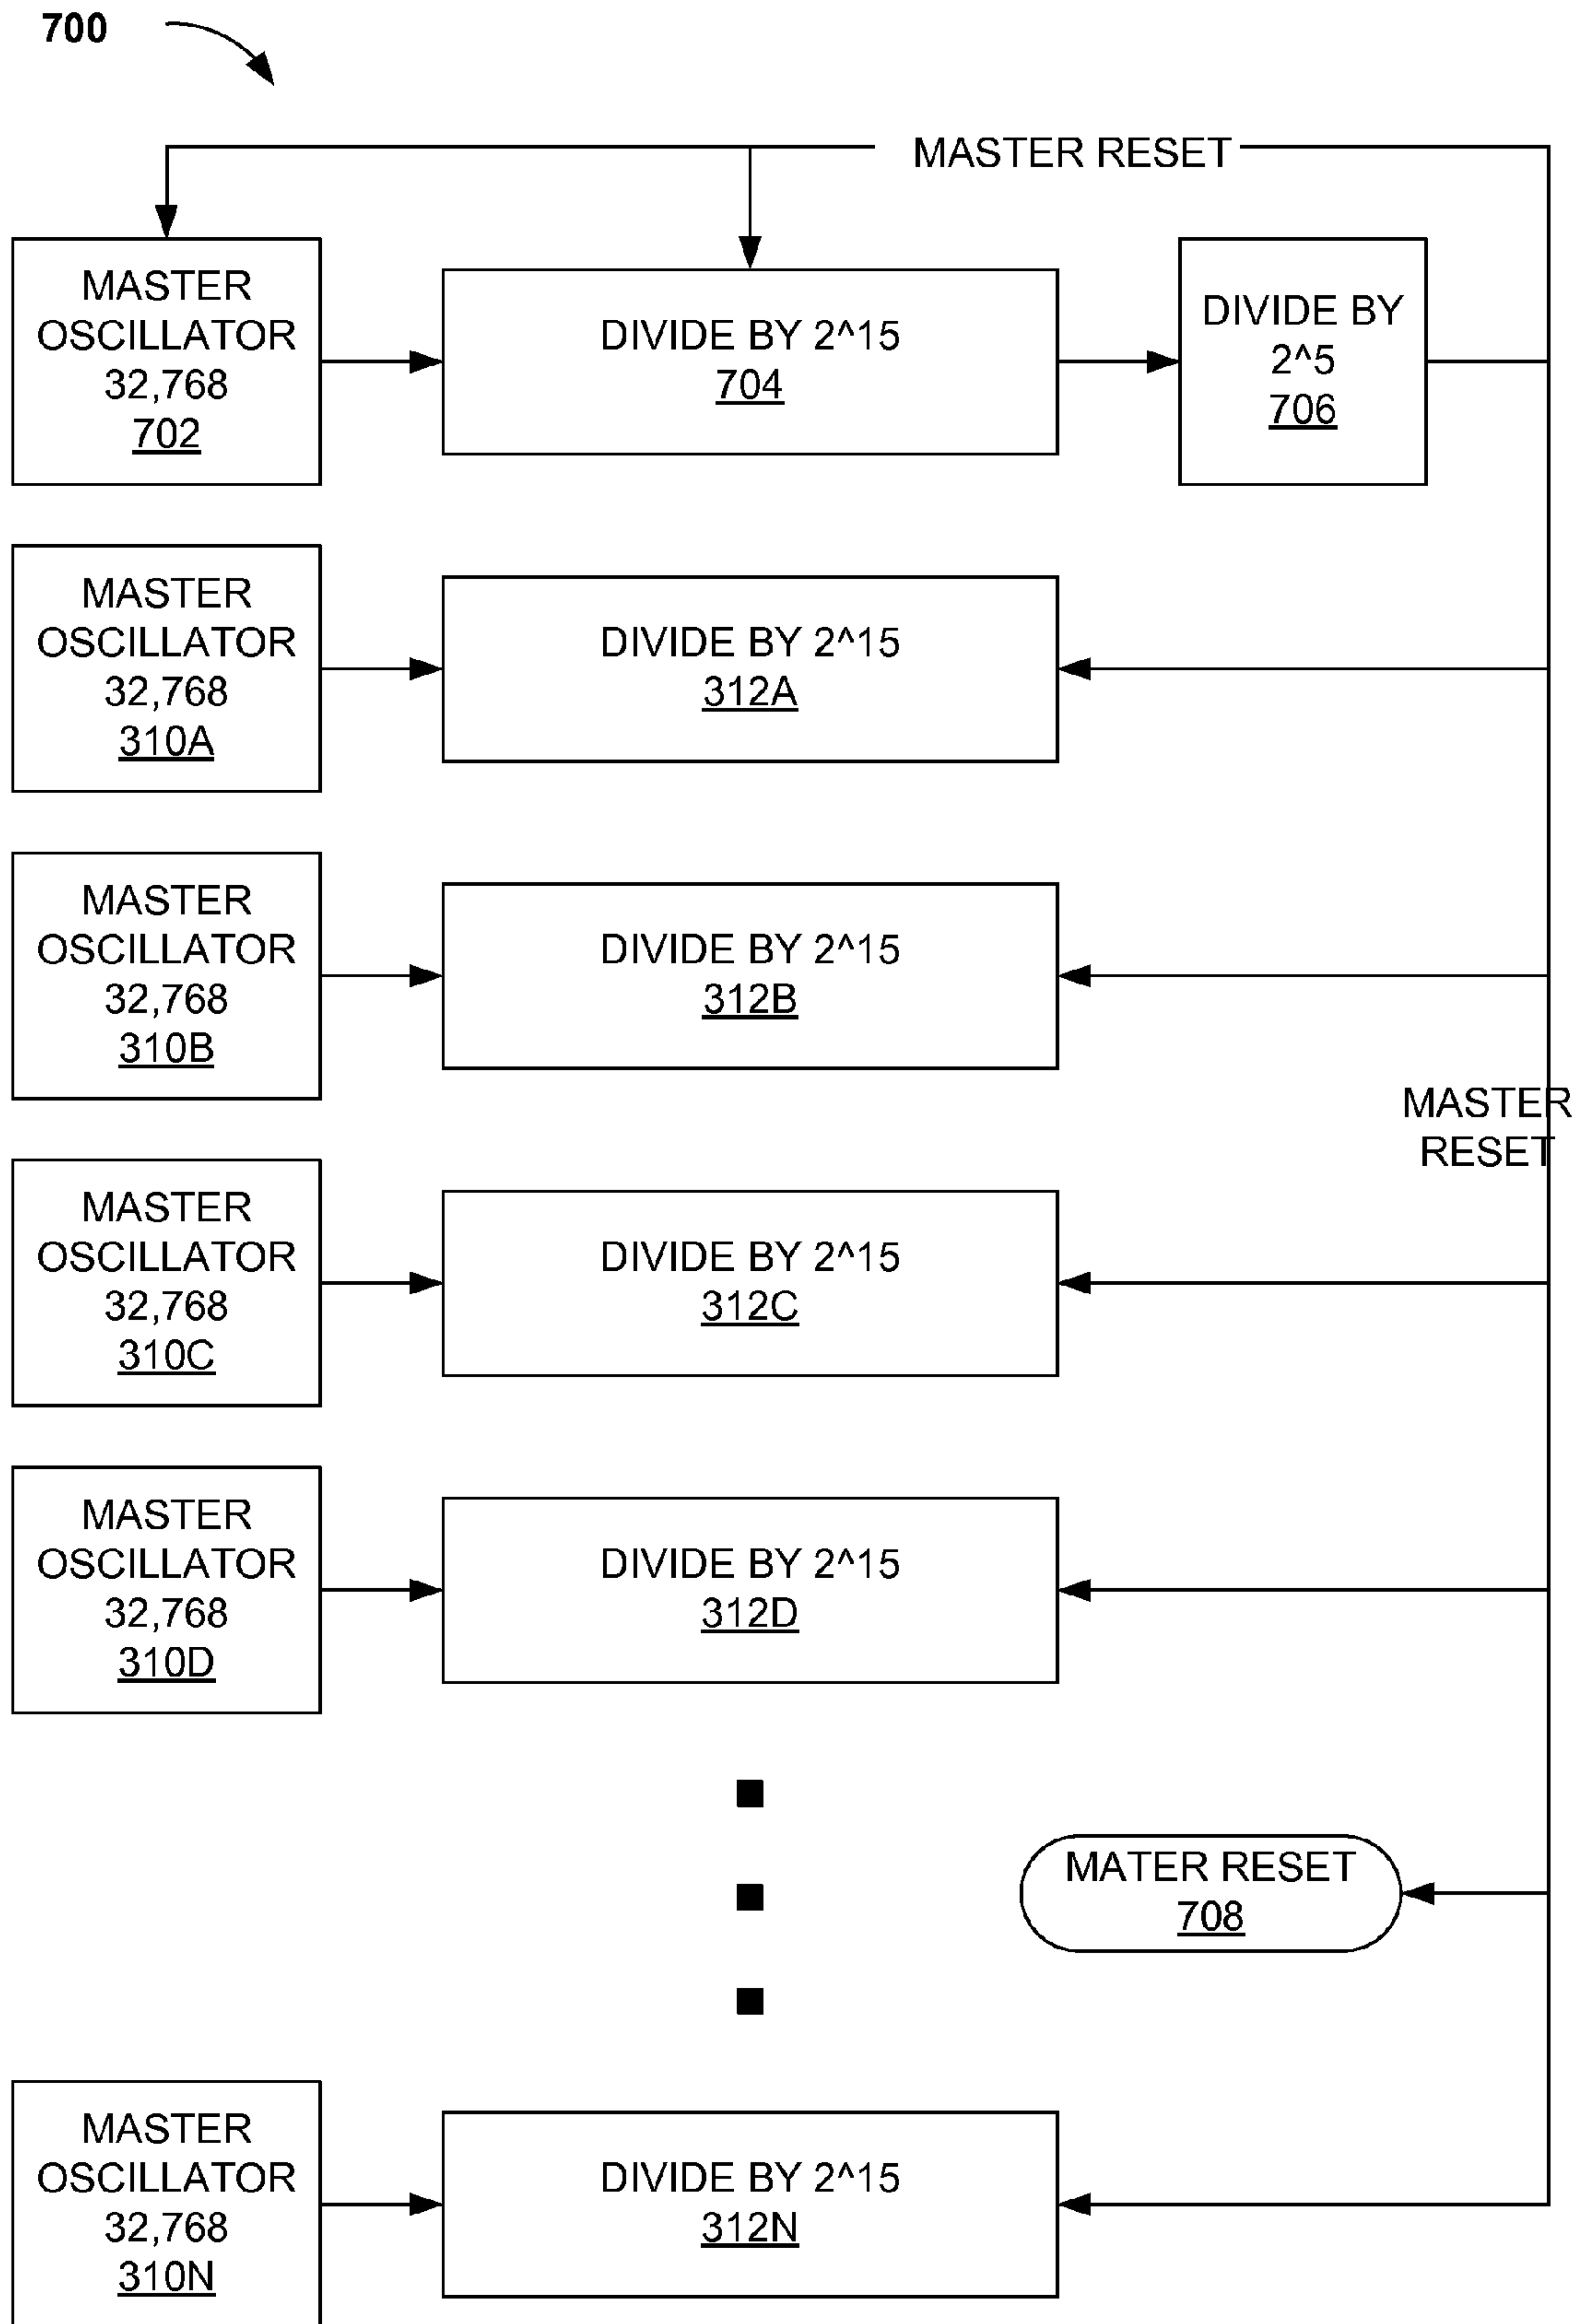 700
MASTER RESET
MASTER
OSCILLATOR
32,768
702
DIVIDE BY 2^15
704
DIVIDE BY
2^5
706
MASTER
OSCILLATOR
32,768
310A
DIVIDE BY 2^15
312A
MASTER
OSCILLATOR
32,768
310B
DIVIDE BY 2^15
312B
MASTER
RESET
MASTER
OSCILLATOR
32,768
310C
DIVIDE BY 2^15
312C
MASTER
OSCILLATOR
32,768
310D
DIVIDE BY 2^15
312D
MATER RESET
708
MASTER
OSCILLATOR
32,768
310N
DIVIDE BY 2^15
312N